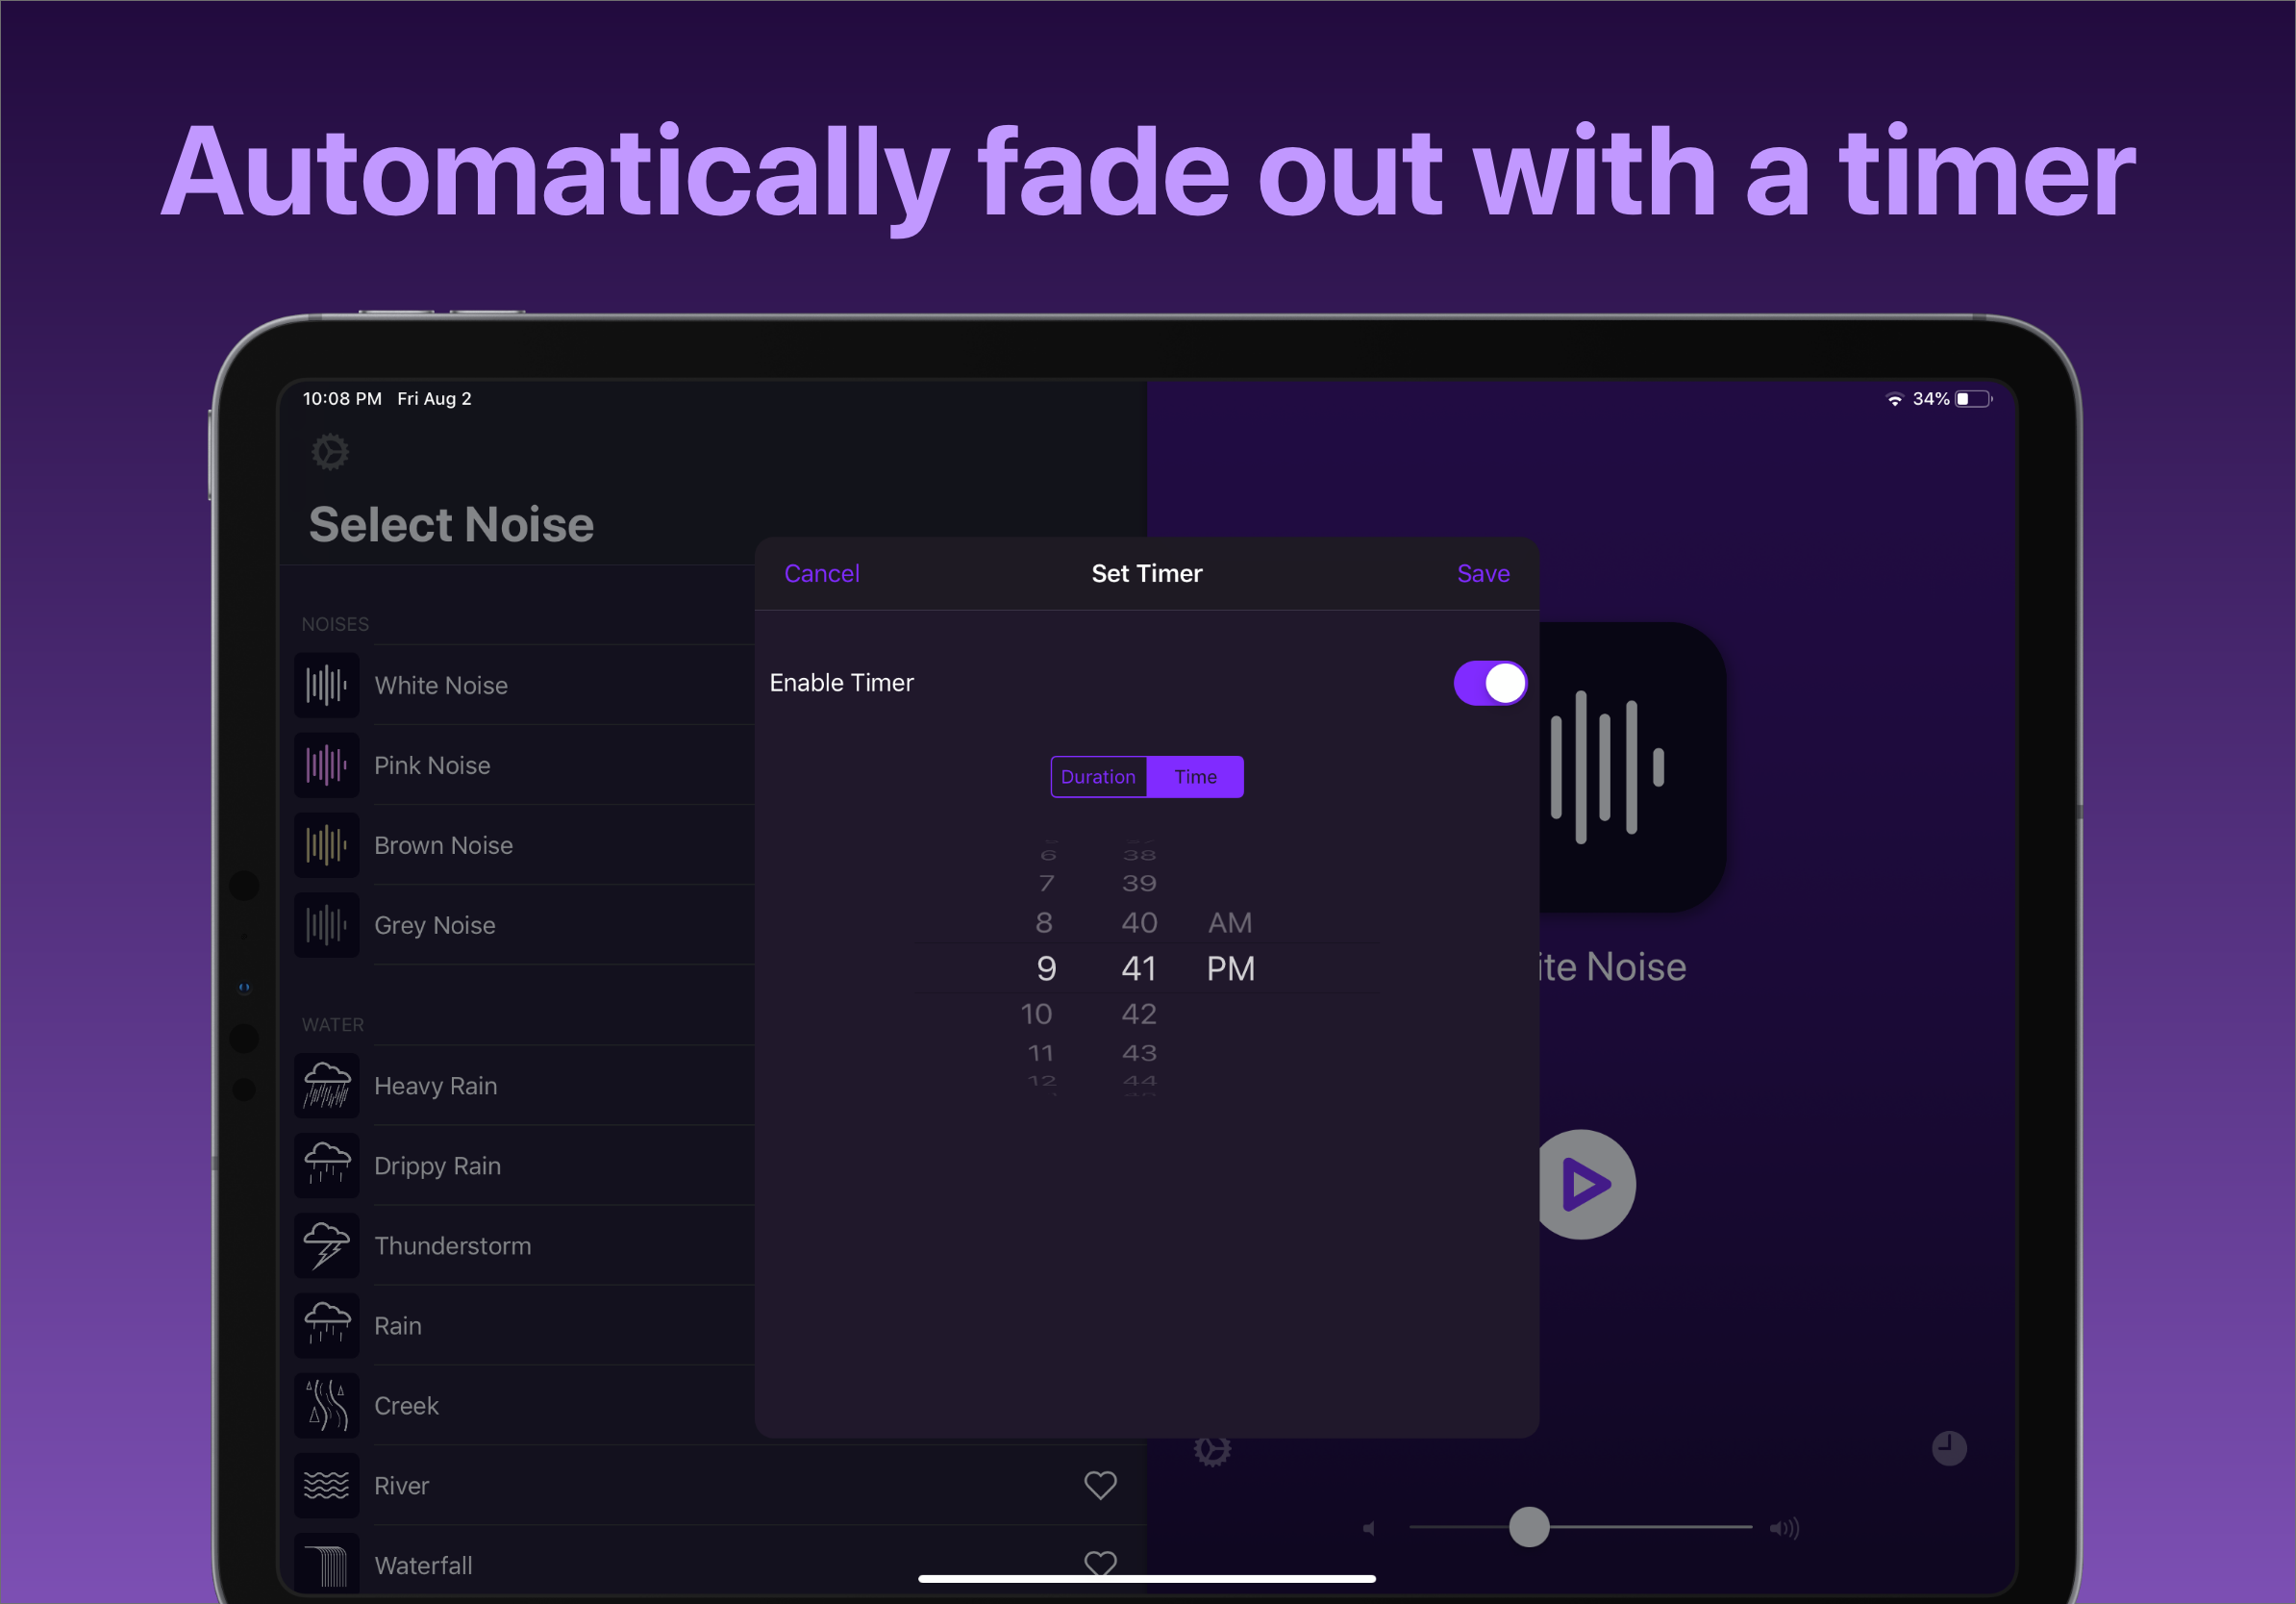 Automatically fade out with a timer
10:08 PM Fri Aug 2
34%
Select Noise
NOISES
White Noise
Pink Noise
Brown Noise
Grey Noise
WATER
Heavy Rain
Drippy Rain
Thunderstorm
Rain
Creek
River
Waterfall
Cancel Set Timer Save
Enable Timer
Duration Time
6 38
7 39
8 40 AM
9 41 PM
10 42
11 43
12 44
ite Noise